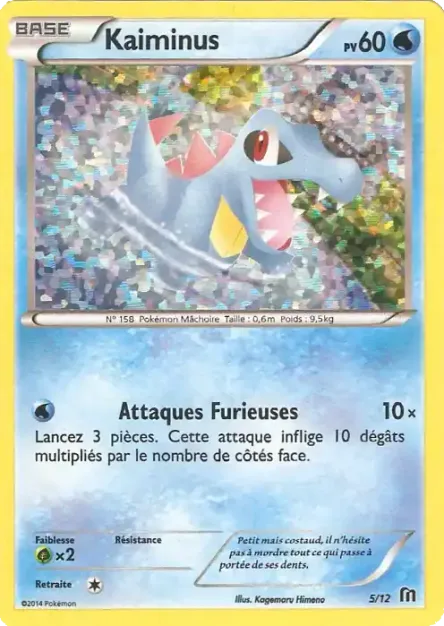 BASE
Kaiminus
PV60
N° 158 Pokémon Mâchoire Taille : 0,6m Poids : 9,5kg
Attaques Furieuses 10×
Lancez 3 pièces. Cette attaque inflige 10 dégâts
multipliés par le nombre de côtés face.
Faiblesse
×2
Résistance
Retraite
Petit mais costaud, il n'hésite
pas à mordre tout ce qui passe à
portée de ses dents.
©2014 Pokémon
Illus. Kagemaru Himeno
5/12
m